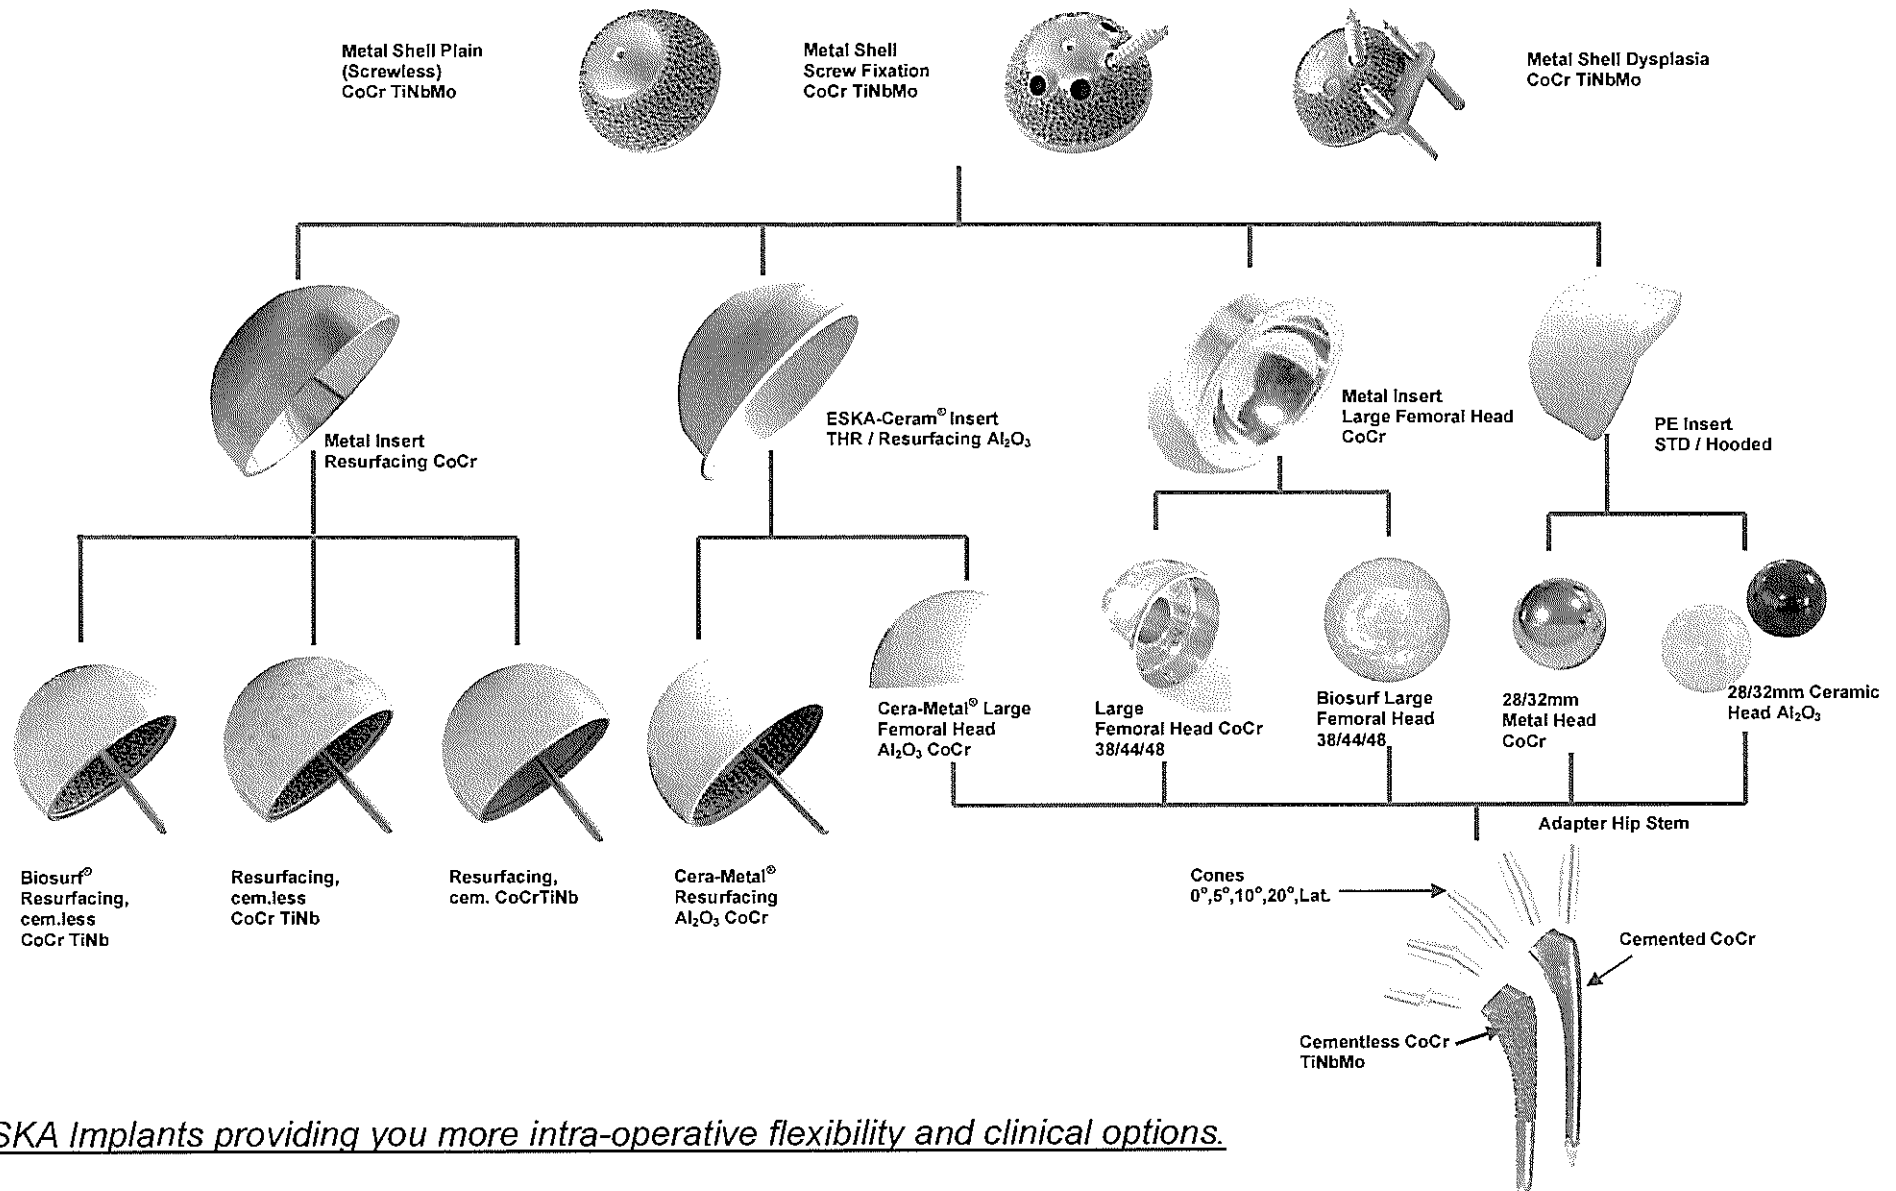 Metal Shell Plain
(Screwless)
CoCr TiNbMo
Metal Shell
Screw Fixation
CoCr TiNbMo
Metal Shell Dysplasia
CoCr TiNbMo
Metal Insert
Resurfacing CoCr
ESKA-Ceram® Insert
THR / Resurfacing Al₂O₃
Metal Insert
Large Femoral Head
CoCr
PE Insert
STD / Hooded
Cera-Metal® Large
Femoral Head
Al₂O₃ CoCr
Large
Femoral Head CoCr
38/44/48
Biosurf Large
Femoral Head
38/44/48
28/32mm
Metal Head
CoCr
28/32mm Ceramic
Head Al₂O₃
Biosurf®
Resurfacing,
cem.less
CoCr TiNb
Resurfacing,
cem.less
CoCr TiNb
Resurfacing,
cem. CoCrTiNb
Cera-Metal®
Resurfacing
Al₂O₃ CoCr
Adapter Hip Stem
Cones
0°,5°,10°,20°,Lat.
Cemented CoCr
Cementless CoCr
TiNbMo
SKA Implants providing you more intra-operative flexibility and clinical options.